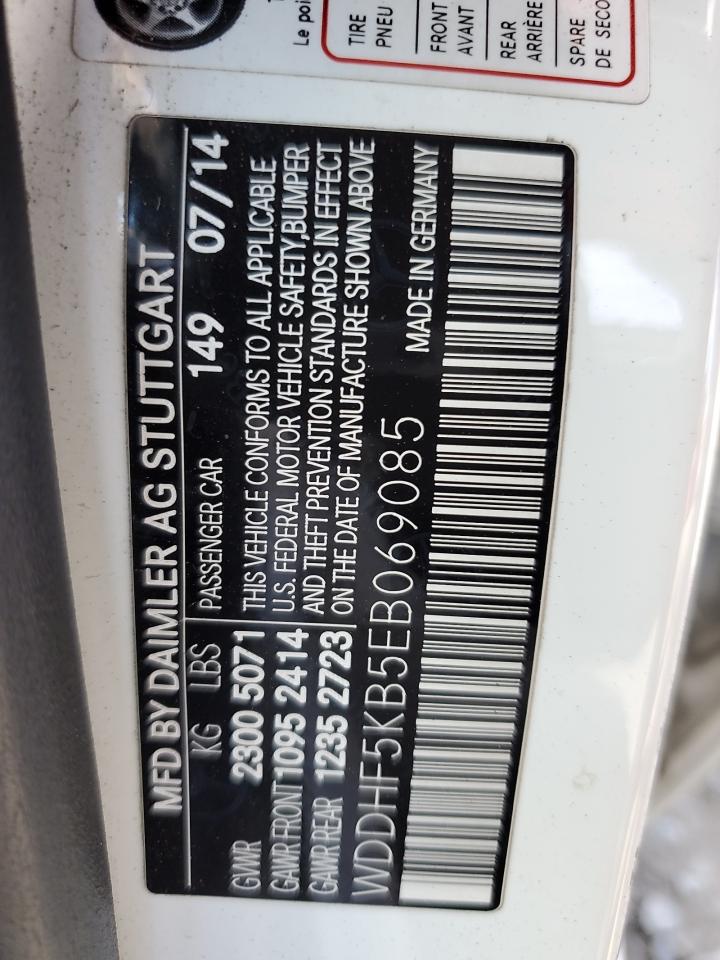 Le poi
TIRE
PNEU
FRONT
AVANT
REAR
ARRIÈRE
SPARE
DE SECO
MFD BY DAIMLER AG STUTTGART
KG LBS PASSENGER CAR 149 07/14
GVWR 2300 5071
GAWR FRONT 1095 2414
GAWR REAR 1235 2723
THIS VEHICLE CONFORMS TO ALL APPLICABLE
U.S. FEDERAL MOTOR VEHICLE SAFETY,BUMPER
AND THEFT PREVENTION STANDARDS IN EFFECT
ON THE DATE OF MANUFACTURE SHOWN ABOVE
WDDHF5KB5EB069085
MADE IN GERMANY